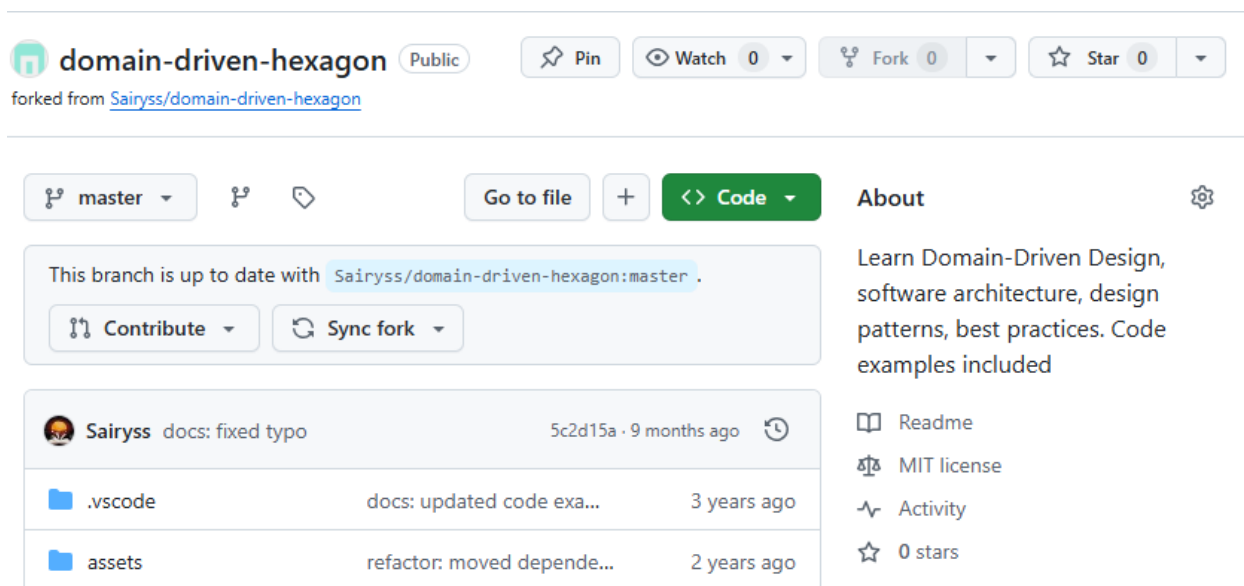 domain-driven-hexagon Public Pin Watch 0 Fork 0 Star 0
forked from Sairyss/domain-driven-hexagon
master Go to file Code
This branch is up to date with Sairyss/domain-driven-hexagon:master.
Contribute Sync fork
Sairyss docs: fixed typo 5c2d15a · 9 months ago
.vscode docs: updated code exa... 3 years ago
assets refactor: moved depende... 2 years ago
About
Learn Domain-Driven Design,
software architecture, design
patterns, best practices. Code
examples included
Readme
MIT license
Activity
0 stars